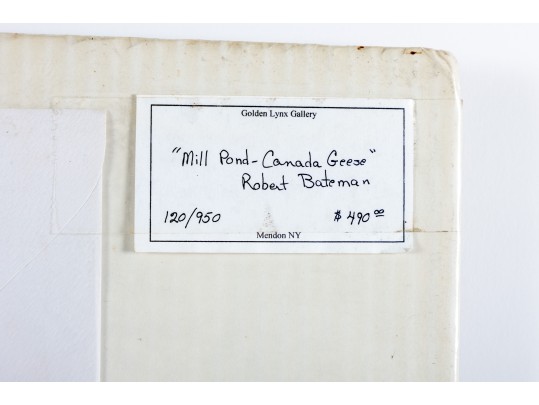 Golden Lynx Gallery
"Mill Pond - Canada Geese"
Robert Bateman
120/950 $490.00
Mendon NY